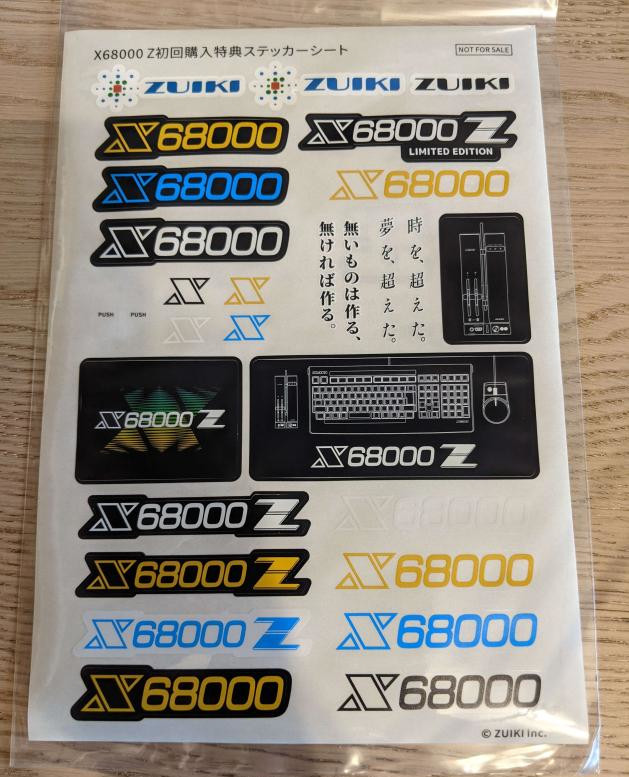 X68000 Z初回購入特典ステッカーシート
NOT FOR SALE
ZUIKI ZUIKI ZUIKI
X68000
X68000 Z
LIMITED EDITION
X68000
X68000
X68000
時を、超えた。
夢を、超えた。
無いものは作る、
無ければ作る。
X X
X X
PUSH PUSH
X68000 Z
X68000 Z
X68000 Z
X68000
X68000 Z
X68000
X68000 Z
X68000
X68000
X68000
© ZUIKI Inc.